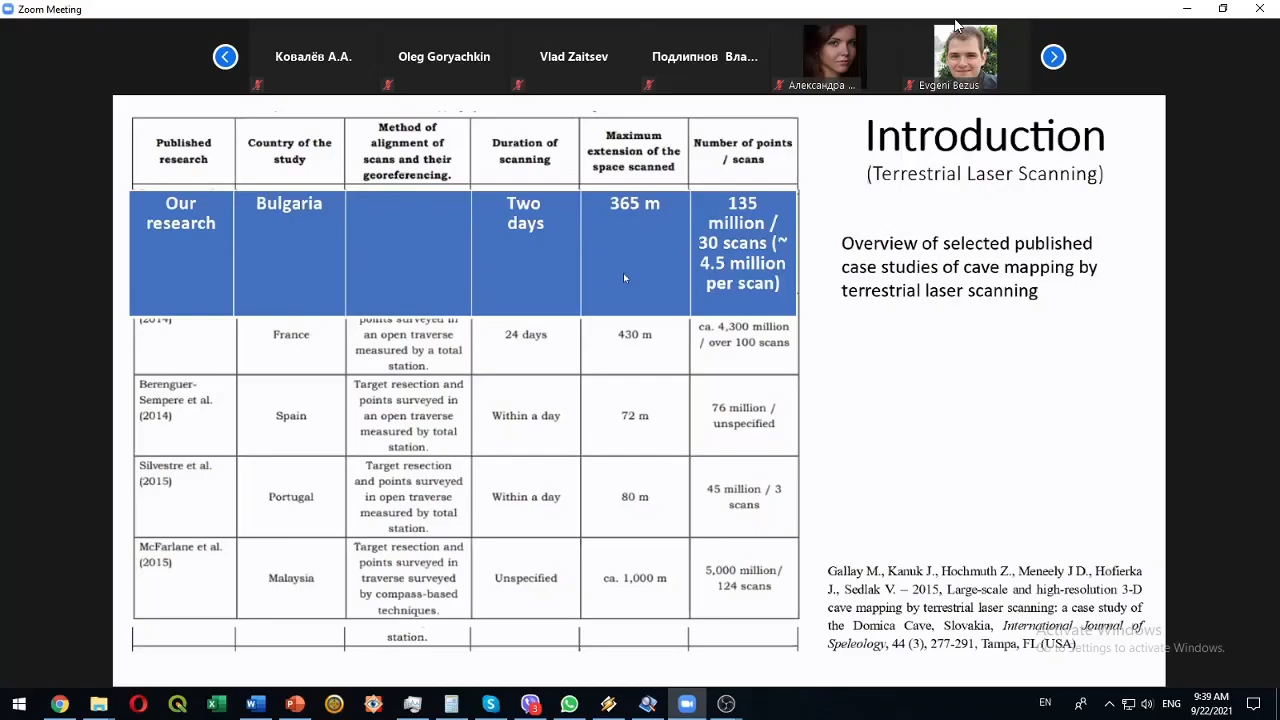 Zoom Meeting
Ковалёв А.А.
Oleg Goryachkin
Vlad Zaitsev
Подлипнов Вла...
Александра ...
Evgeni Bezus
Published research
Country of the study
Method of alignment of scans and their georeferencing.
Duration of scanning
Maximum extension of the space scanned
Number of points / scans
Our research
Bulgaria
Two days
365 m
135 million / 30 scans (~ 4.5 million per scan)
(2014)
France
points surveyed in an open traverse measured by a total station.
24 days
430 m
ca. 4,300 million / over 100 scans
Berenguer-Sempere et al. (2014)
Spain
Target resection and points surveyed in an open traverse measured by total station.
Within a day
72 m
76 million / unspecified
Silvestre et al. (2015)
Portugal
Target resection and points surveyed in open traverse measured by total station.
Within a day
80 m
45 million / 3 scans
McFarlane et al. (2015)
Malaysia
Target resection and points surveyed in traverse surveyed by compass-based techniques.
Unspecified
ca. 1,000 m
5,000 million/ 124 scans
station.
Introduction
(Terrestrial Laser Scanning)
Overview of selected published
case studies of cave mapping by
terrestrial laser scanning
Gallay M., Kanuk J., Hochmuth Z., Meneely J D., Hofierka
J., Sedlak V. – 2015, Large-scale and high-resolution 3-D
cave mapping by terrestrial laser scanning: a case study of
the Domica Cave, Slovakia, International Journal of
Speleology, 44 (3), 277-291, Tampa, FL (USA)
Activate Windows
Go to Settings to activate Windows.
EN
ENG
9:39 AM
9/22/2021